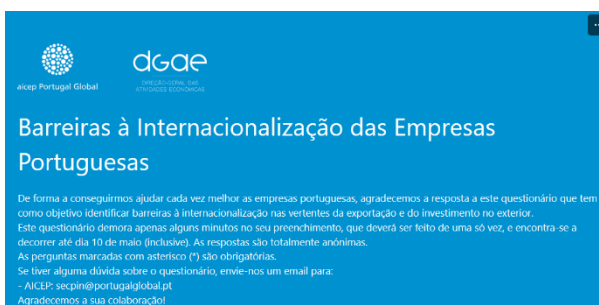 aicep Portugal Global
dgae
DIREÇÃO-GERAL DAS
ATIVIDADES ECONÓMICAS
Barreiras à Internacionalização das Empresas
Portuguesas
De forma a conseguirmos ajudar cada vez melhor as empresas portuguesas, agradecemos a resposta a este questionário que tem
como objetivo identificar barreiras à internacionalização nas vertentes da exportação e do investimento no exterior.
Este questionário demora apenas alguns minutos no seu preenchimento, que deverá ser feito de uma só vez, e encontra-se a
decorrer até dia 10 de maio (inclusive). As respostas são totalmente anónimas.
As perguntas marcadas com asterisco (*) são obrigatórias.
Se tiver alguma dúvida sobre o questionário, envie-nos um email para:
- AICEP: secpin@portugalglobal.pt
Agradecemos a sua colaboração!